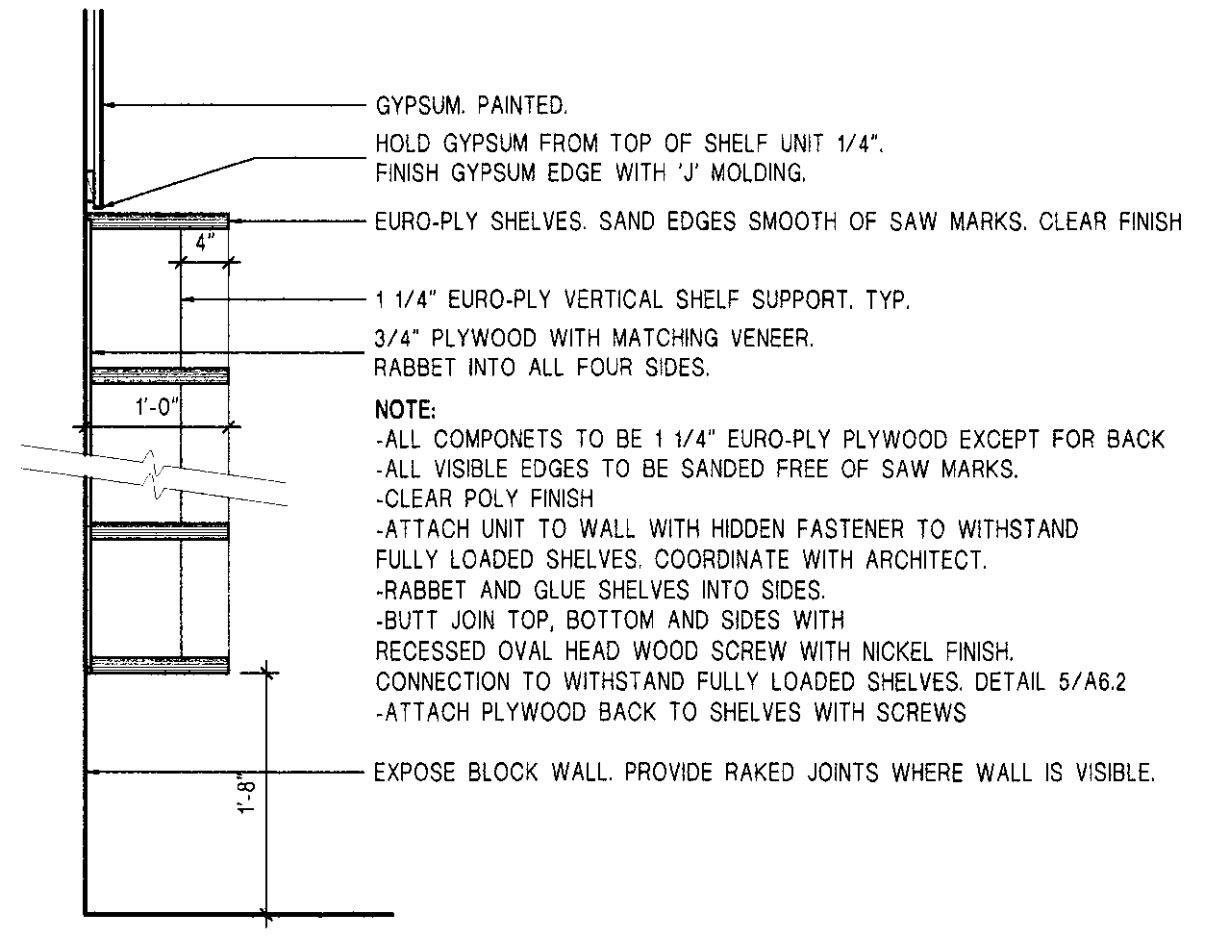 GYPSUM. PAINTED.
HOLD GYPSUM FROM TOP OF SHELF UNIT 1/4".
FINISH GYPSUM EDGE WITH 'J' MOLDING.
EURO-PLY SHELVES. SAND EDGES SMOOTH OF SAW MARKS. CLEAR FINISH
4"
1 1/4" EURO-PLY VERTICAL SHELF SUPPORT. TYP.
3/4" PLYWOOD WITH MATCHING VENEER.
RABBET INTO ALL FOUR SIDES.
1'-0"
NOTE:
-ALL COMPONETS TO BE 1 1/4" EURO-PLY PLYWOOD EXCEPT FOR BACK
-ALL VISIBLE EDGES TO BE SANDED FREE OF SAW MARKS.
-CLEAR POLY FINISH
-ATTACH UNIT TO WALL WITH HIDDEN FASTENER TO WITHSTAND
FULLY LOADED SHELVES. COORDINATE WITH ARCHITECT.
-RABBET AND GLUE SHELVES INTO SIDES.
-BUTT JOIN TOP, BOTTOM AND SIDES WITH
RECESSED OVAL HEAD WOOD SCREW WITH NICKEL FINISH.
CONNECTION TO WITHSTAND FULLY LOADED SHELVES. DETAIL 5/A6.2
-ATTACH PLYWOOD BACK TO SHELVES WITH SCREWS
EXPOSE BLOCK WALL. PROVIDE RAKED JOINTS WHERE WALL IS VISIBLE.
1'-8"